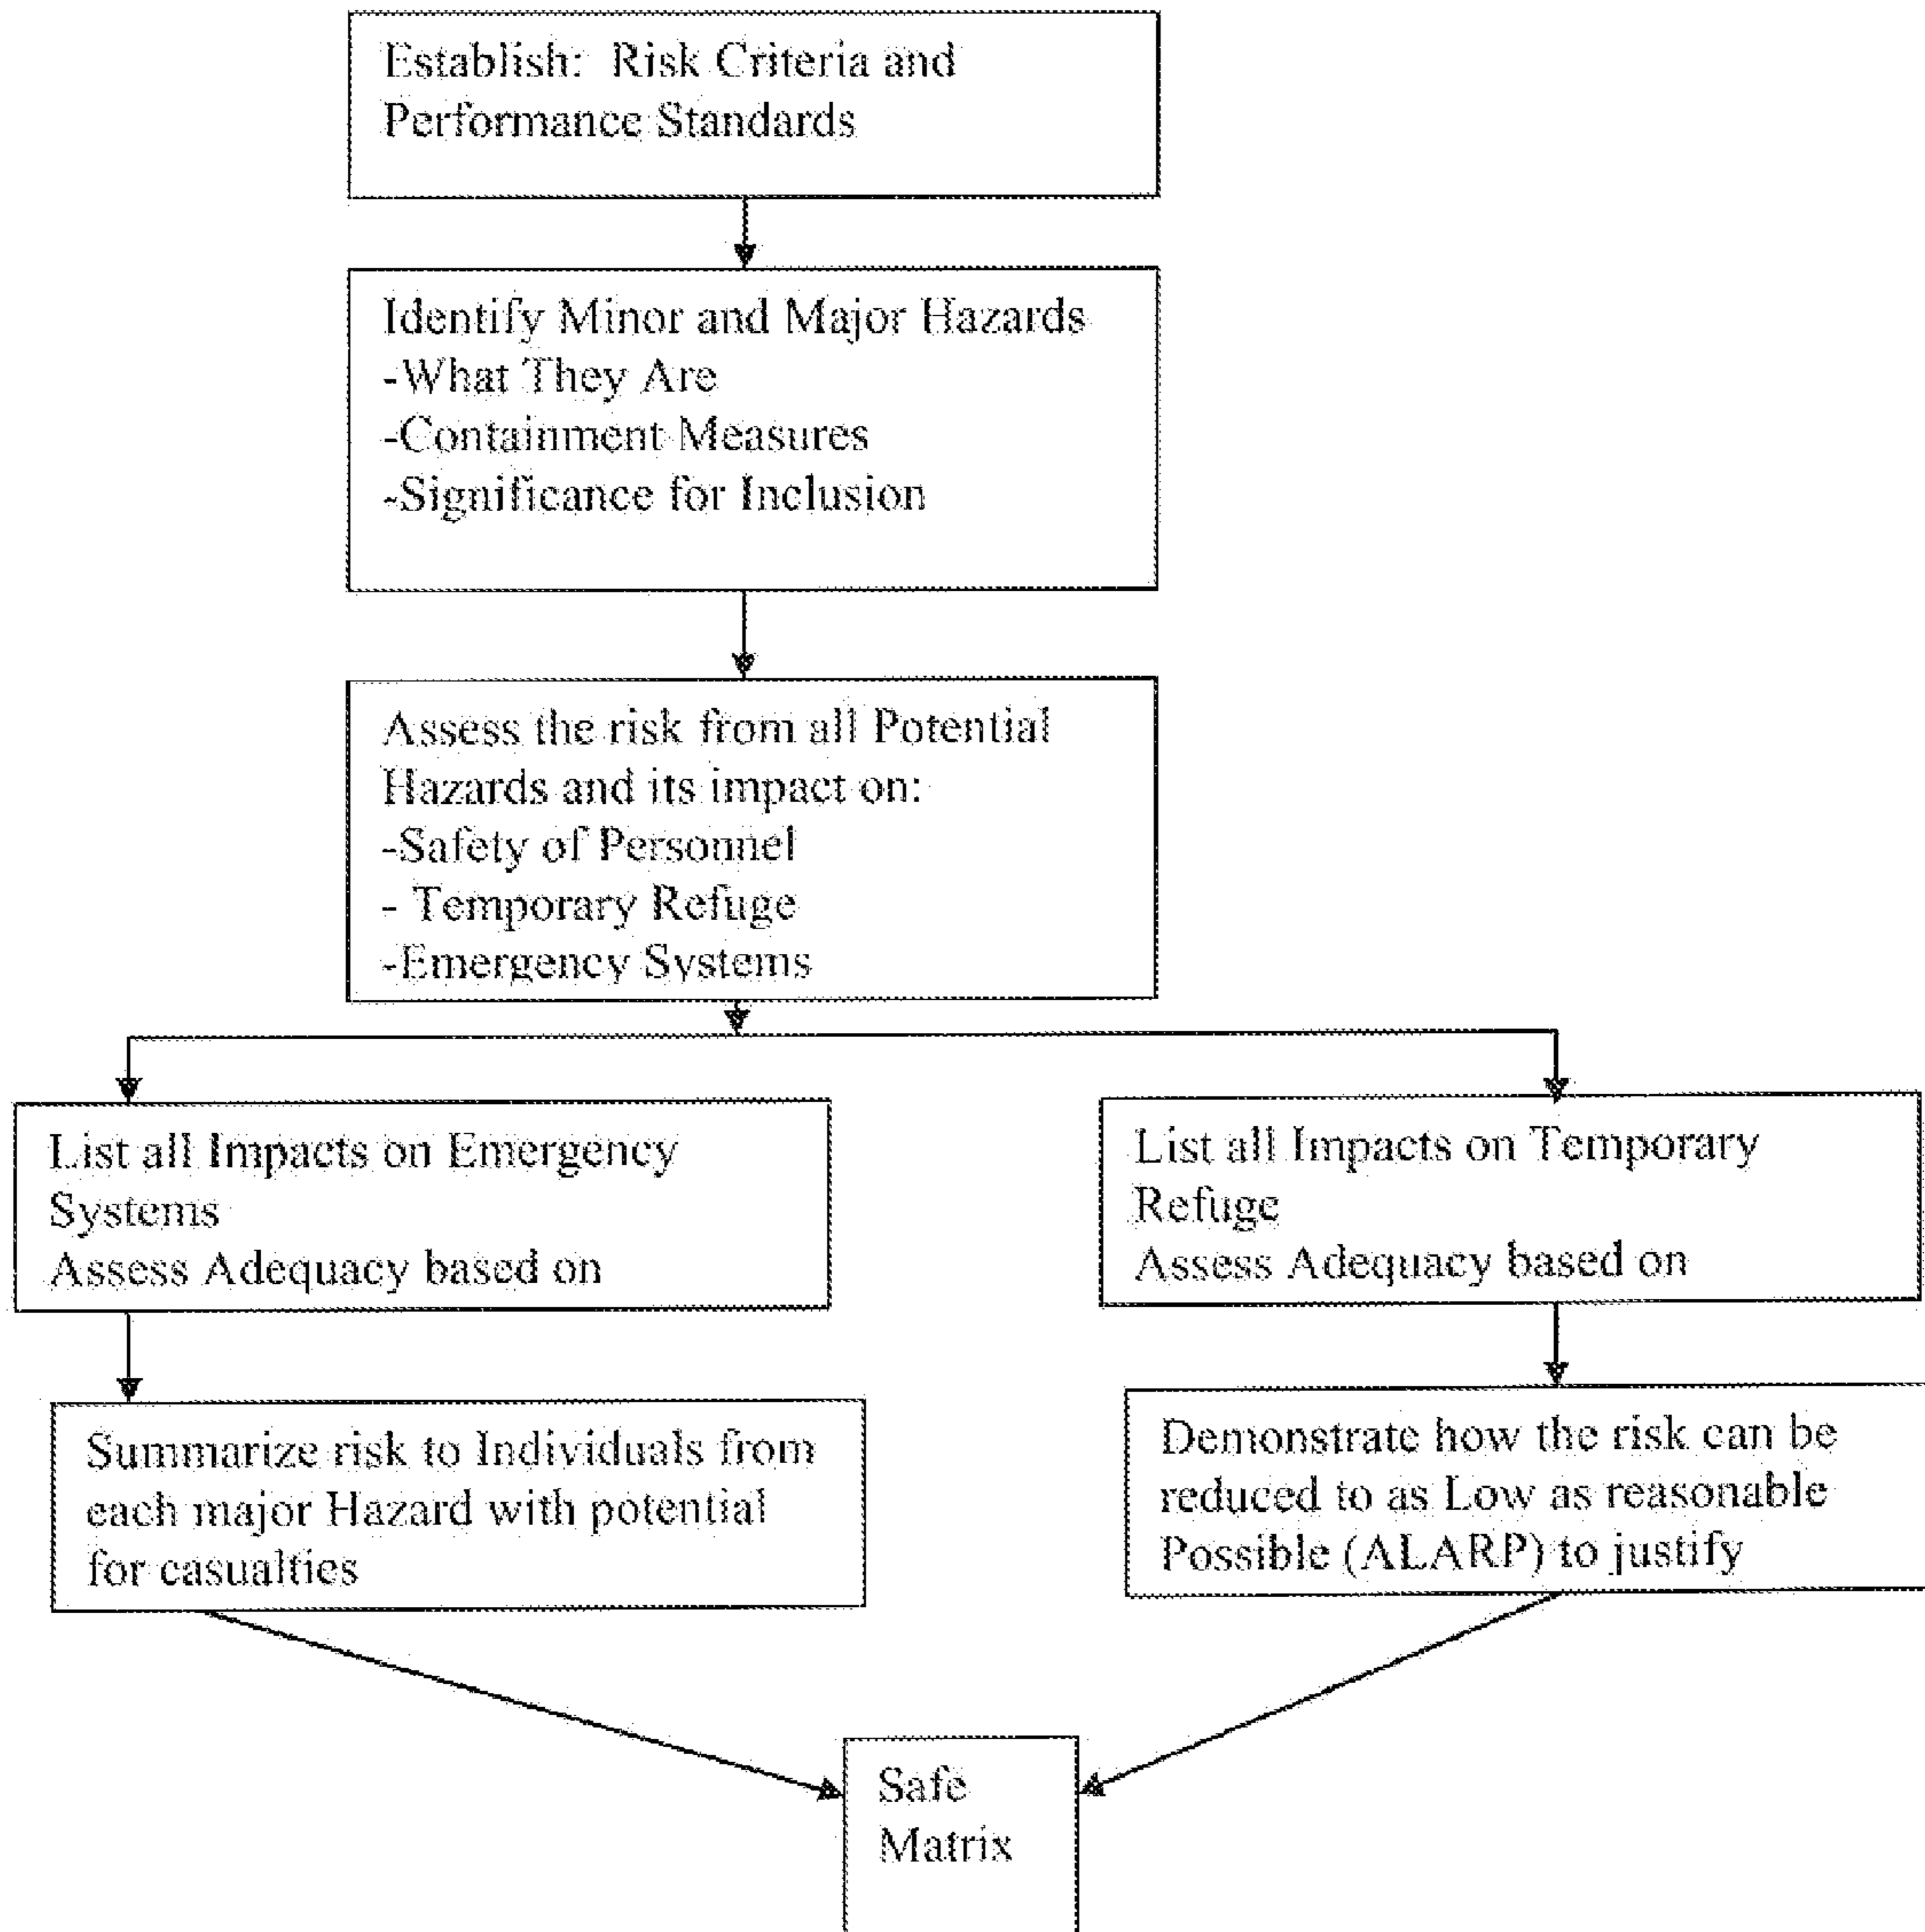 Establish: Risk Criteria and
Performance Standards
Identify Minor and Major Hazards
-What They Are
-Containment Measures
-Significance for Inclusion
Assess the risk from all Potential
Hazards and its impact on:
-Safety of Personnel
- Temporary Refuge
-Emergency Systems
List all Impacts on Emergency
Systems
Assess Adequacy based on
List all Impacts on Temporary
Refuge
Assess Adequacy based on
Summarize risk to Individuals from
each major Hazard with potential
for casualties
Demonstrate how the risk can be
reduced to as Low as reasonable
Possible (ALARP) to justify
Safe
Matrix